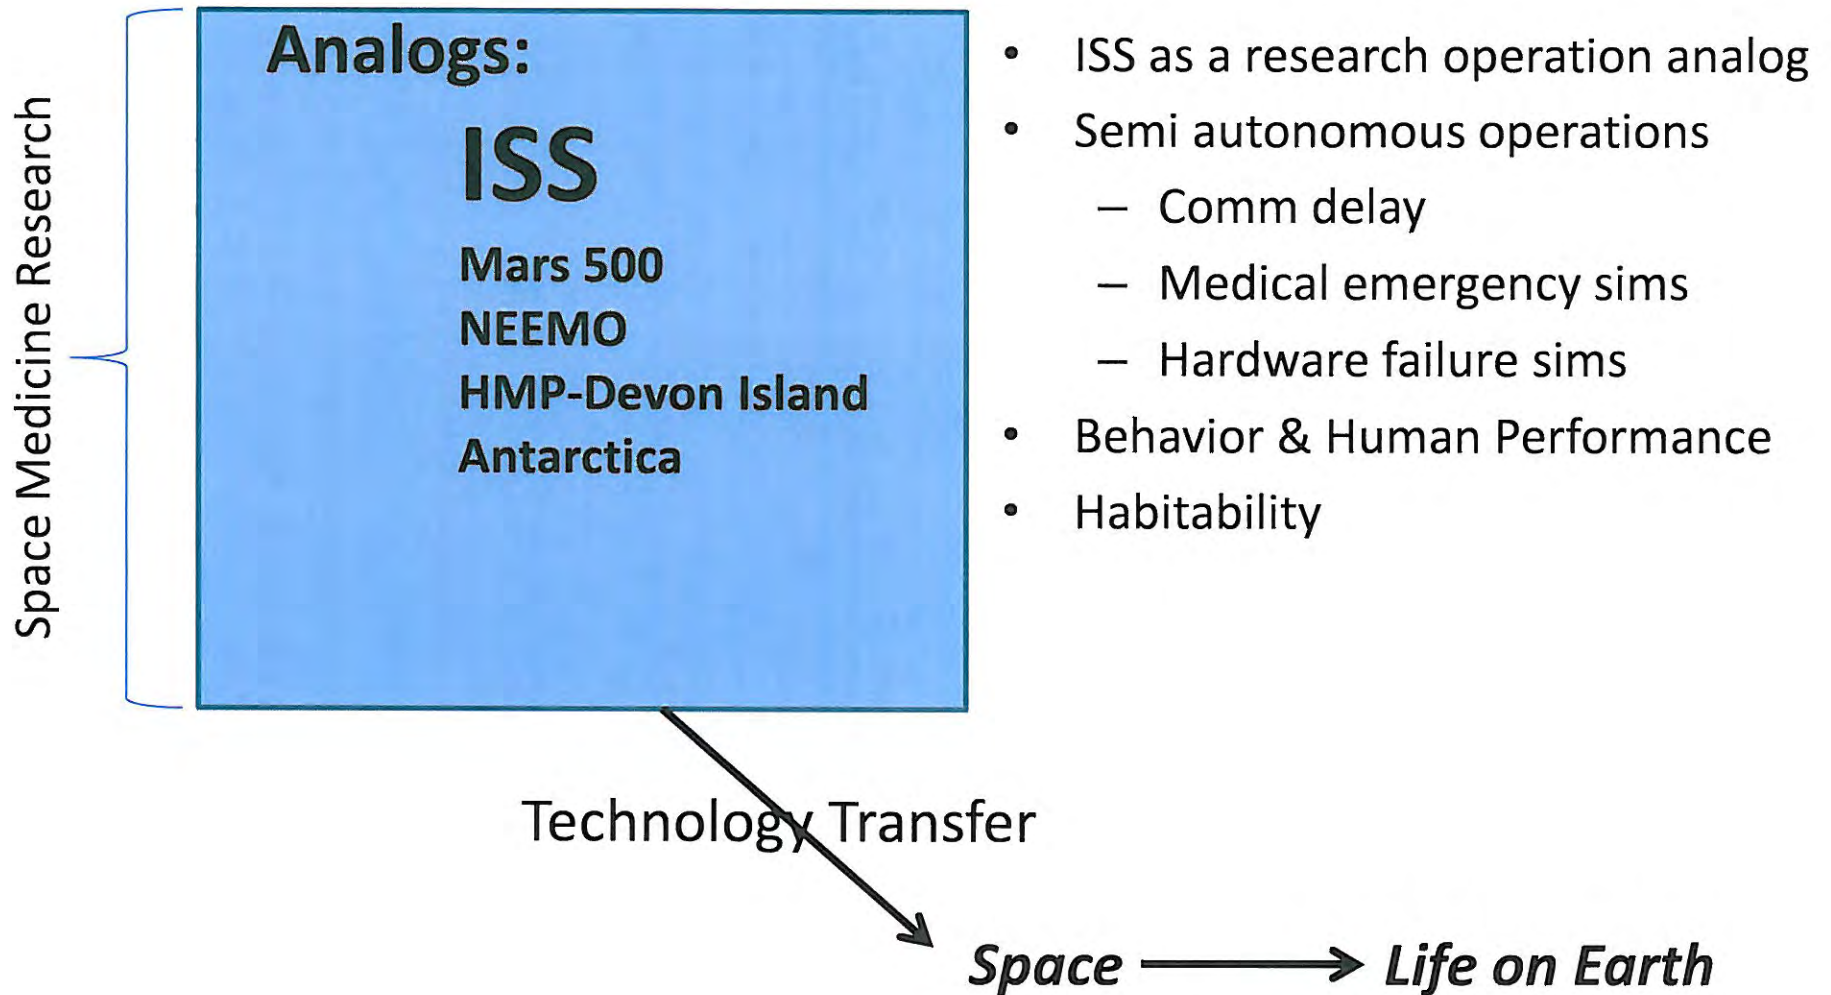 Space Medicine Research
Analogs:
ISS
Mars 500
NEEMO
HMP-Devon Island
Antarctica
• ISS as a research operation analog
• Semi autonomous operations
– Comm delay
– Medical emergency sims
– Hardware failure sims
• Behavior & Human Performance
• Habitability
Technology Transfer
Space
Life on Earth